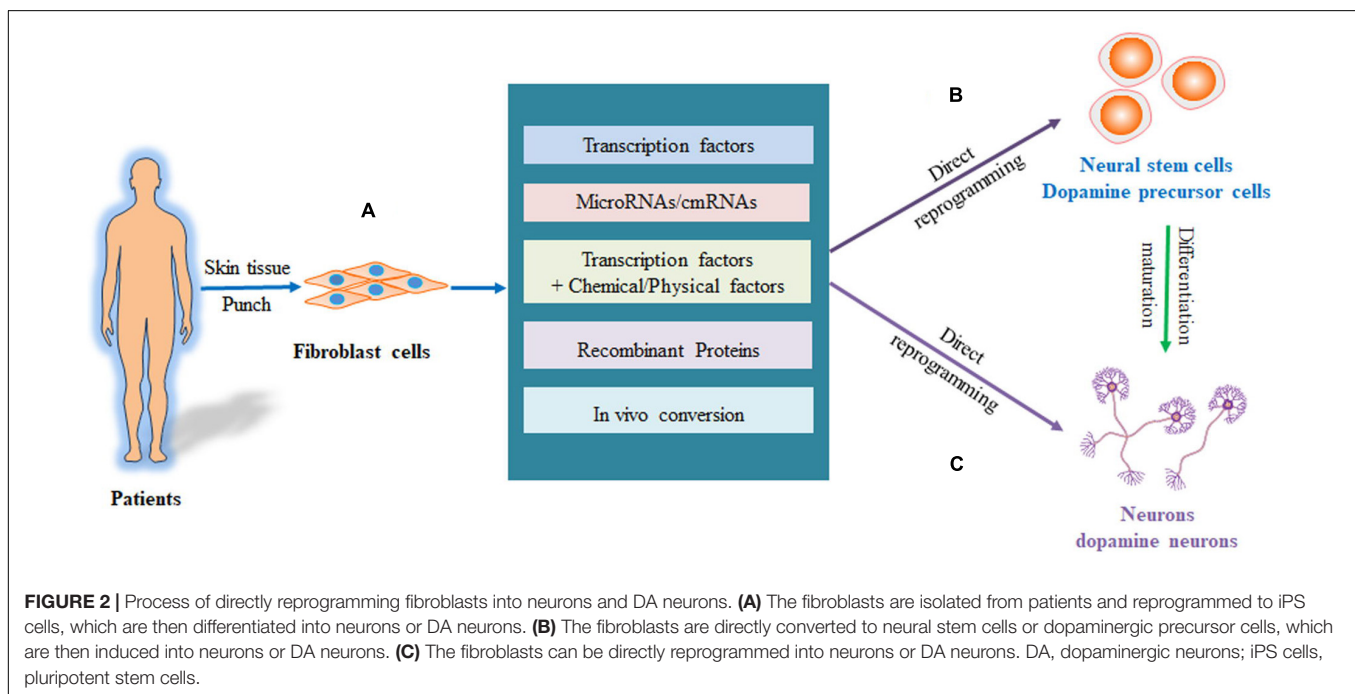 A
Skin tissue
Punch
Patients
Fibroblast cells
Transcription factors
MicroRNAs/cmRNAs
Transcription factors
+ Chemical/Physical factors
Recombinant Proteins
In vivo conversion
B
Direct
reprogramming
Neural stem cells
Dopamine precursor cells
Differentiation
maturation
Direct
reprogramming
C
Neurons
dopamine neurons
FIGURE 2 | Process of directly reprogramming fibroblasts into neurons and DA neurons. (A) The fibroblasts are isolated from patients and reprogrammed to iPS
cells, which are then differentiated into neurons or DA neurons. (B) The fibroblasts are directly converted to neural stem cells or dopaminergic precursor cells, which
are then induced into neurons or DA neurons. (C) The fibroblasts can be directly reprogrammed into neurons or DA neurons. DA, dopaminergic neurons; iPS cells,
pluripotent stem cells.